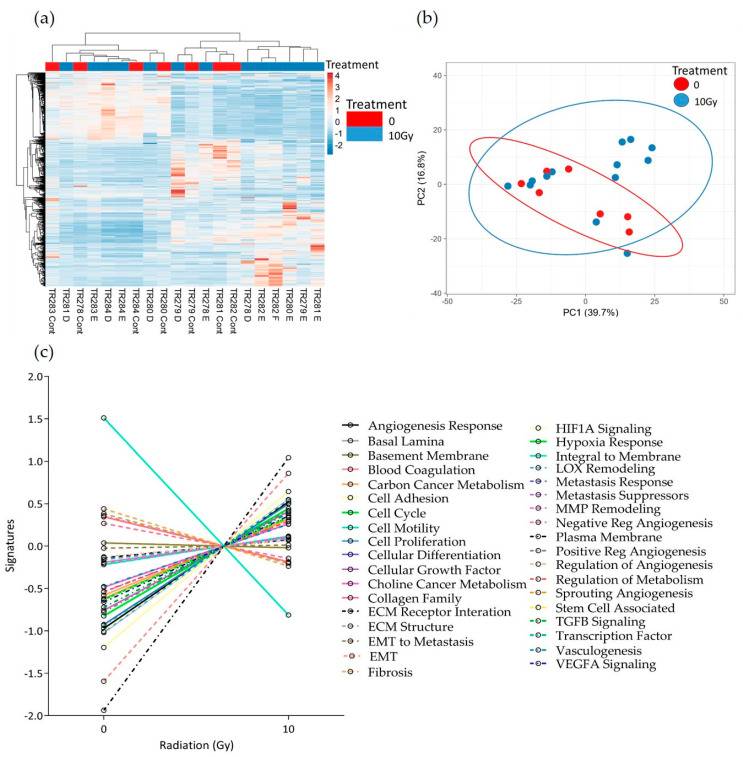 (a)
Treatment
4
3
2
1
0
-1
-2
Treatment
0
10Gy
TR283 Cont
TR281 D
TR278 Cont
TR283 E
TR284 D
TR284 E
TR284 Cont
TR280 D
TR280 Cont
TR279 D
TR279 Cont
TR278 E
TR281 Cont
TR282 Cont
TR278 D
TR282 E
TR282 F
TR280 E
TR279 E
TR281 E
(b)
Treatment
0
10Gy
40
20
0
-20
-40
PC2 (16.8%)
-50
-25
0
25
50
PC1 (39.7%)
(c)
2.0
1.5
1.0
0.5
0.0
-0.5
-1.0
-1.5
-2.0
Signatures
0
10
Radiation (Gy)
Angiogenesis Response
Basal Lamina
Basement Membrane
Blood Coagulation
Carbon Cancer Metabolism
Cell Adhesion
Cell Cycle
Cell Motility
Cell Proliferation
Cellular Differentiation
Cellular Growth Factor
Choline Cancer Metabolism
Collagen Family
ECM Receptor Interation
ECM Structure
EMT to Metastasis
EMT
Fibrosis
HIF1A Signaling
Hypoxia Response
Integral to Membrane
LOX Remodeling
Metastasis Response
Metastasis Suppressors
MMP Remodeling
Negative Reg Angiogenesis
Plasma Membrane
Positive Reg Angiogenesis
Regulation of Angiogenesis
Regulation of Metabolism
Sprouting Angiogenesis
Stem Cell Associated
TGFB Signaling
Transcription Factor
Vasculogenesis
VEGFA Signaling